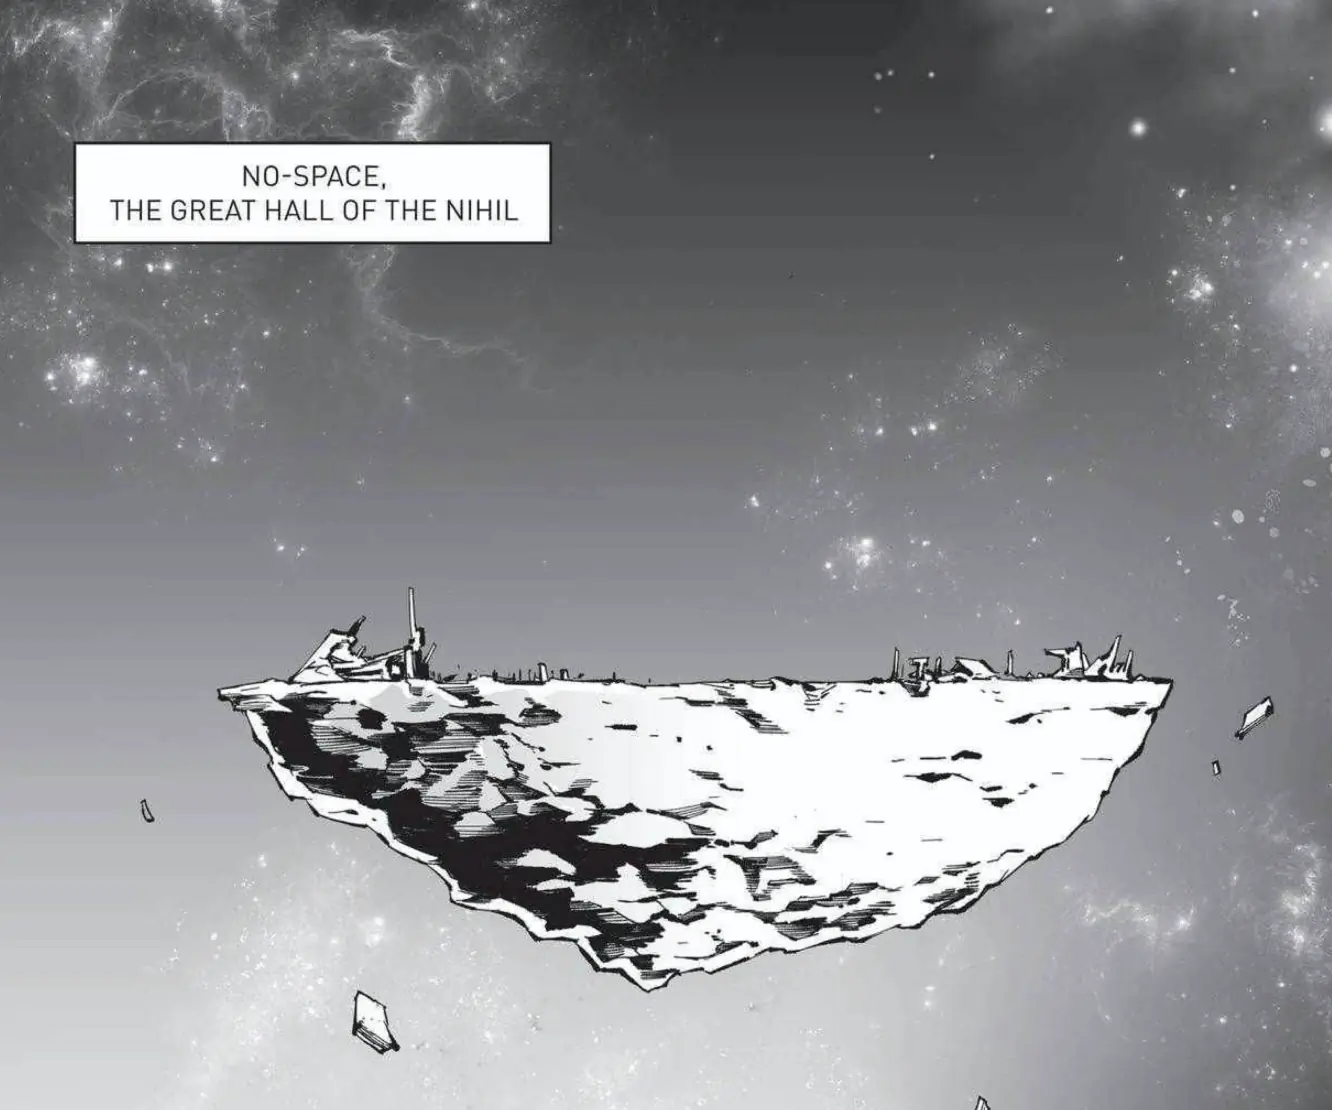 NO-SPACE,
THE GREAT HALL OF THE NIHIL